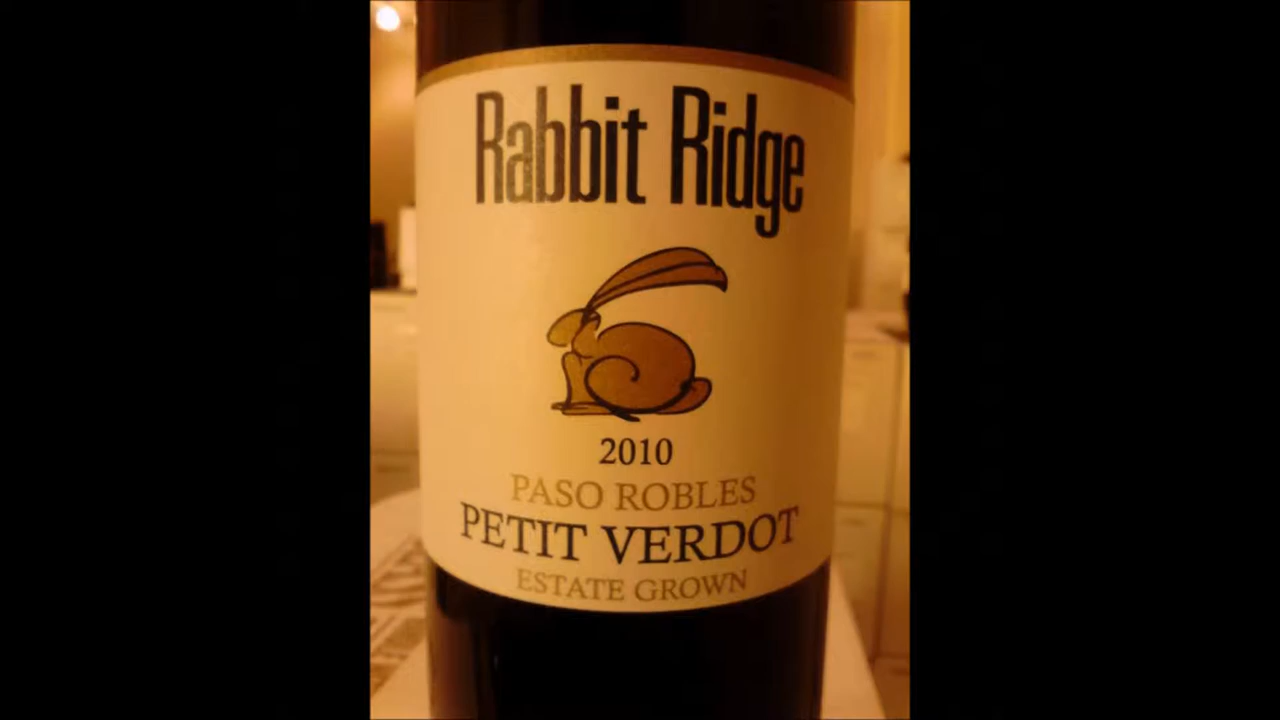 Rabbit Ridge
2010
PASO ROBLES
PETIT VERDOT
ESTATE GROWN